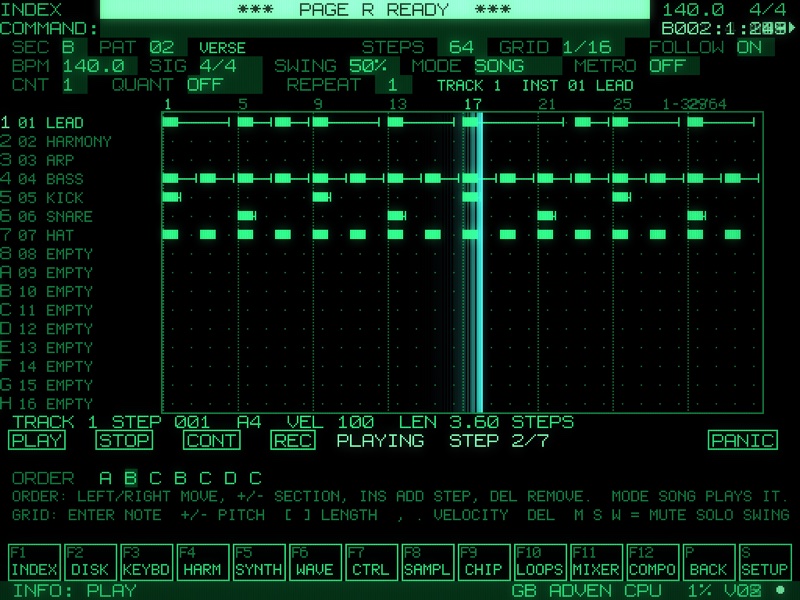 INDEX *** PAGE R READY *** 140.0 4/4
COMMAND: B002:1:
SEC B PAT 02 VERSE STEPS 64 GRID 1/16 FOLLOW ON
BPM 140.0 SIG 4/4 SWING 50% MODE SONG METRO OFF
CNT 1 QUANT OFF REPEAT 1 TRACK 1 INST 01 LEAD
1 5 9 13 17 21 25
1 01 LEAD
2 02 HARMONY
3 03 ARP
4 04 BASS
5 05 KICK
6 06 SNARE
7 07 HAT
8 08 EMPTY
A 09 EMPTY
B 10 EMPTY
C 11 EMPTY
D 12 EMPTY
E 13 EMPTY
F 14 EMPTY
G 15 EMPTY
H 16 EMPTY
TRACK 1 STEP 001 A4 VEL 100 LEN 3.60 STEPS
PLAY STOP CONT REC PLAYING STEP 2/7 PANIC
ORDER A B C B C D C
ORDER: LEFT/RIGHT MOVE, +/- SECTION, INS ADD STEP, DEL REMOVE. MODE SONG PLAYS IT.
GRID: ENTER NOTE +/- PITCH [ ] LENGTH , . VELOCITY DEL M S W = MUTE SOLO SWING
F1 F2 F3 F4 F5 F6 F7 F8 F9 F10 F11 F12 P S
INDEX DISK KEYBD HARM SYNTH WAVE CTRL SAMPL CHIP LOOPS MIXER COMPO BACK SETUP
INFO: PLAY GB ADVEN CPU 1%